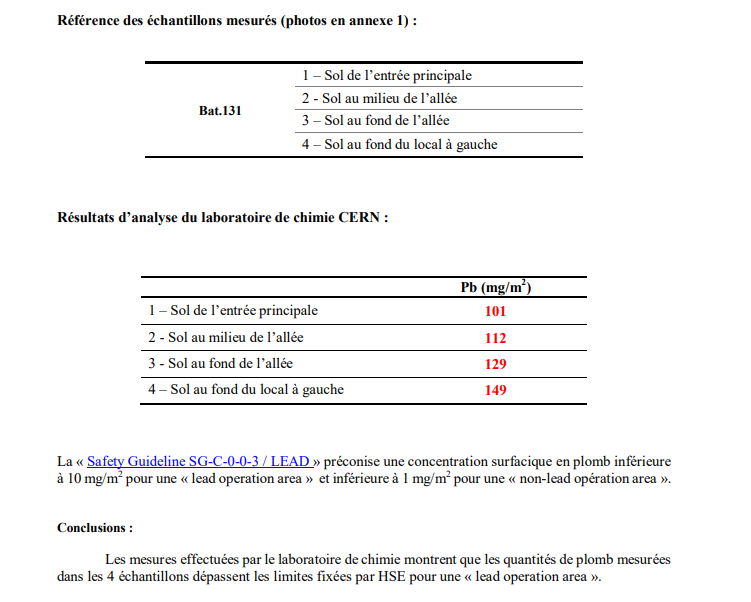 Référence des échantillons mesurés (photos en annexe 1) :
Bat.131
1 – Sol de l'entrée principale
2 - Sol au milieu de l'allée
3 – Sol au fond de l'allée
4 – Sol au fond du local à gauche
Résultats d'analyse du laboratoire de chimie CERN :
Pb (mg/m²)
1 – Sol de l'entrée principale 101
2 - Sol au milieu de l'allée 112
3 - Sol au fond de l'allée 129
4 – Sol au fond du local à gauche 149
La « Safety Guideline SG-C-0-0-3 / LEAD » préconise une concentration surfacique en plomb inférieure
à 10 mg/m² pour une « lead operation area » et inférieure à 1 mg/m² pour une « non-lead opération area ».
Conclusions :
Les mesures effectuées par le laboratoire de chimie montrent que les quantités de plomb mesurées
dans les 4 échantillons dépassent les limites fixées par HSE pour une « lead operation area ».